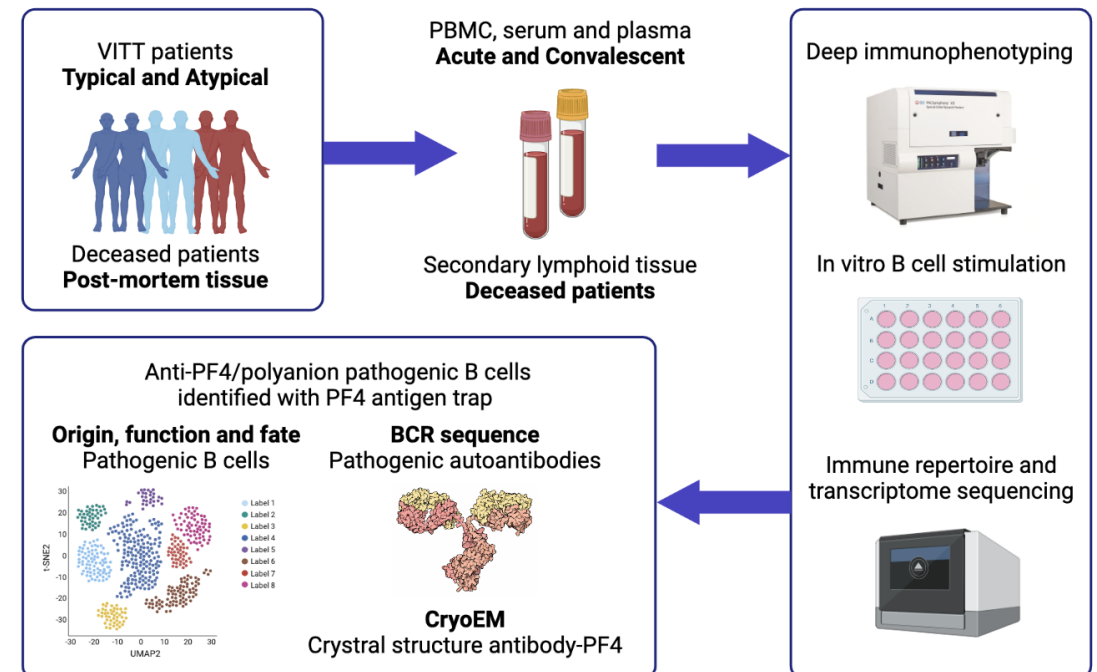 VITT patients
Typical and Atypical
Deceased patients
Post-mortem tissue
PBMC, serum and plasma
Acute and Convalescent
Secondary lymphoid tissue
Deceased patients
Deep immunophenotyping
In vitro B cell stimulation
1 2 3 4 5 6
A
B
C
D
Immune repertoire and
transcriptome sequencing
Anti-PF4/polyanion pathogenic B cells
identified with PF4 antigen trap
Origin, function and fate
Pathogenic B cells
30
20
10
0
-10
-20
-30
t-SNE2
-30 -20 -10 0 10 20 30
UMAP2
Label 1
Label 2
Label 3
Label 4
Label 5
Label 6
Label 7
Label 8
BCR sequence
Pathogenic autoantibodies
CryoEM
Crystral structure antibody-PF4